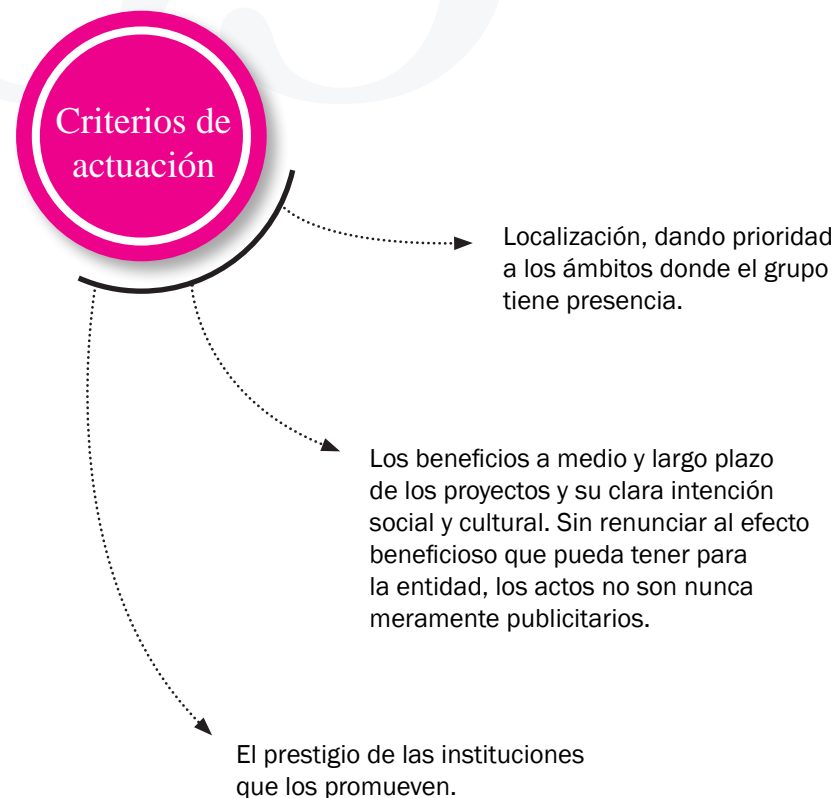 Criterios de
actuación
Localización, dando prioridad
a los ámbitos donde el grupo
tiene presencia.
Los beneficios a medio y largo plazo
de los proyectos y su clara intención
social y cultural. Sin renunciar al efecto
beneficioso que pueda tener para
la entidad, los actos no son nunca
meramente publicitarios.
El prestigio de las instituciones
que los promueven.